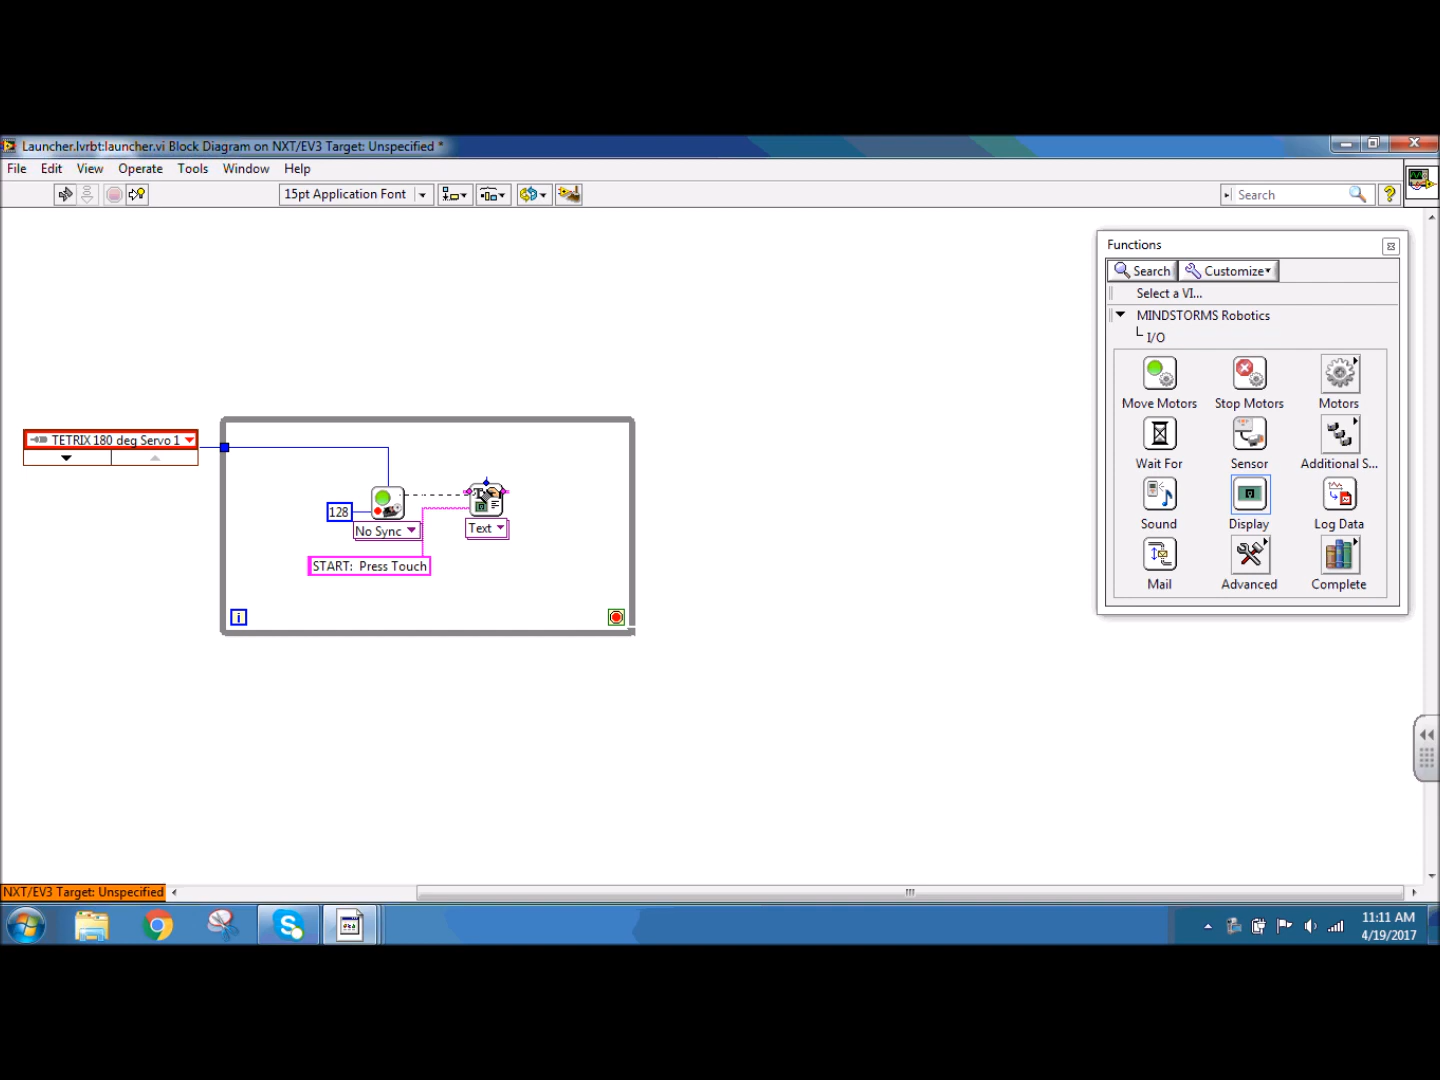 Launcher.lvrbt:launcher.vi Block Diagram on NXT/EV3 Target: Unspecified *
File Edit View Operate Tools Window Help
15pt Application Font
Search
?
Functions
Search Customize
Select a VI...
MINDSTORMS Robotics
I/O
Move Motors Stop Motors Motors
Wait For Sensor Additional S...
Sound Display Log Data
Mail Advanced Complete
TETRIX 180 deg Servo 1
128
No Sync
Text
START: Press Touch
i
NXT/EV3 Target: Unspecified
11:11 AM
4/19/2017